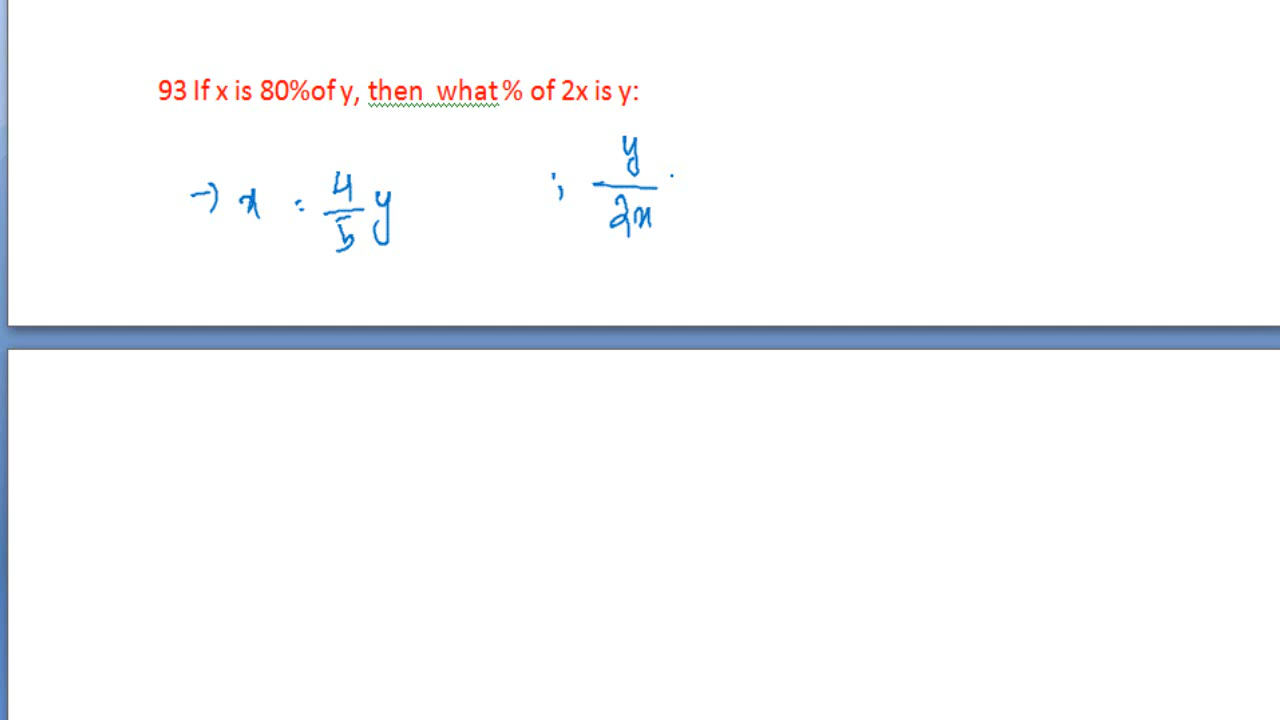 93 If x is 80%of y, then what % of 2x is y:
→ x = 4/5 y ; y/2x